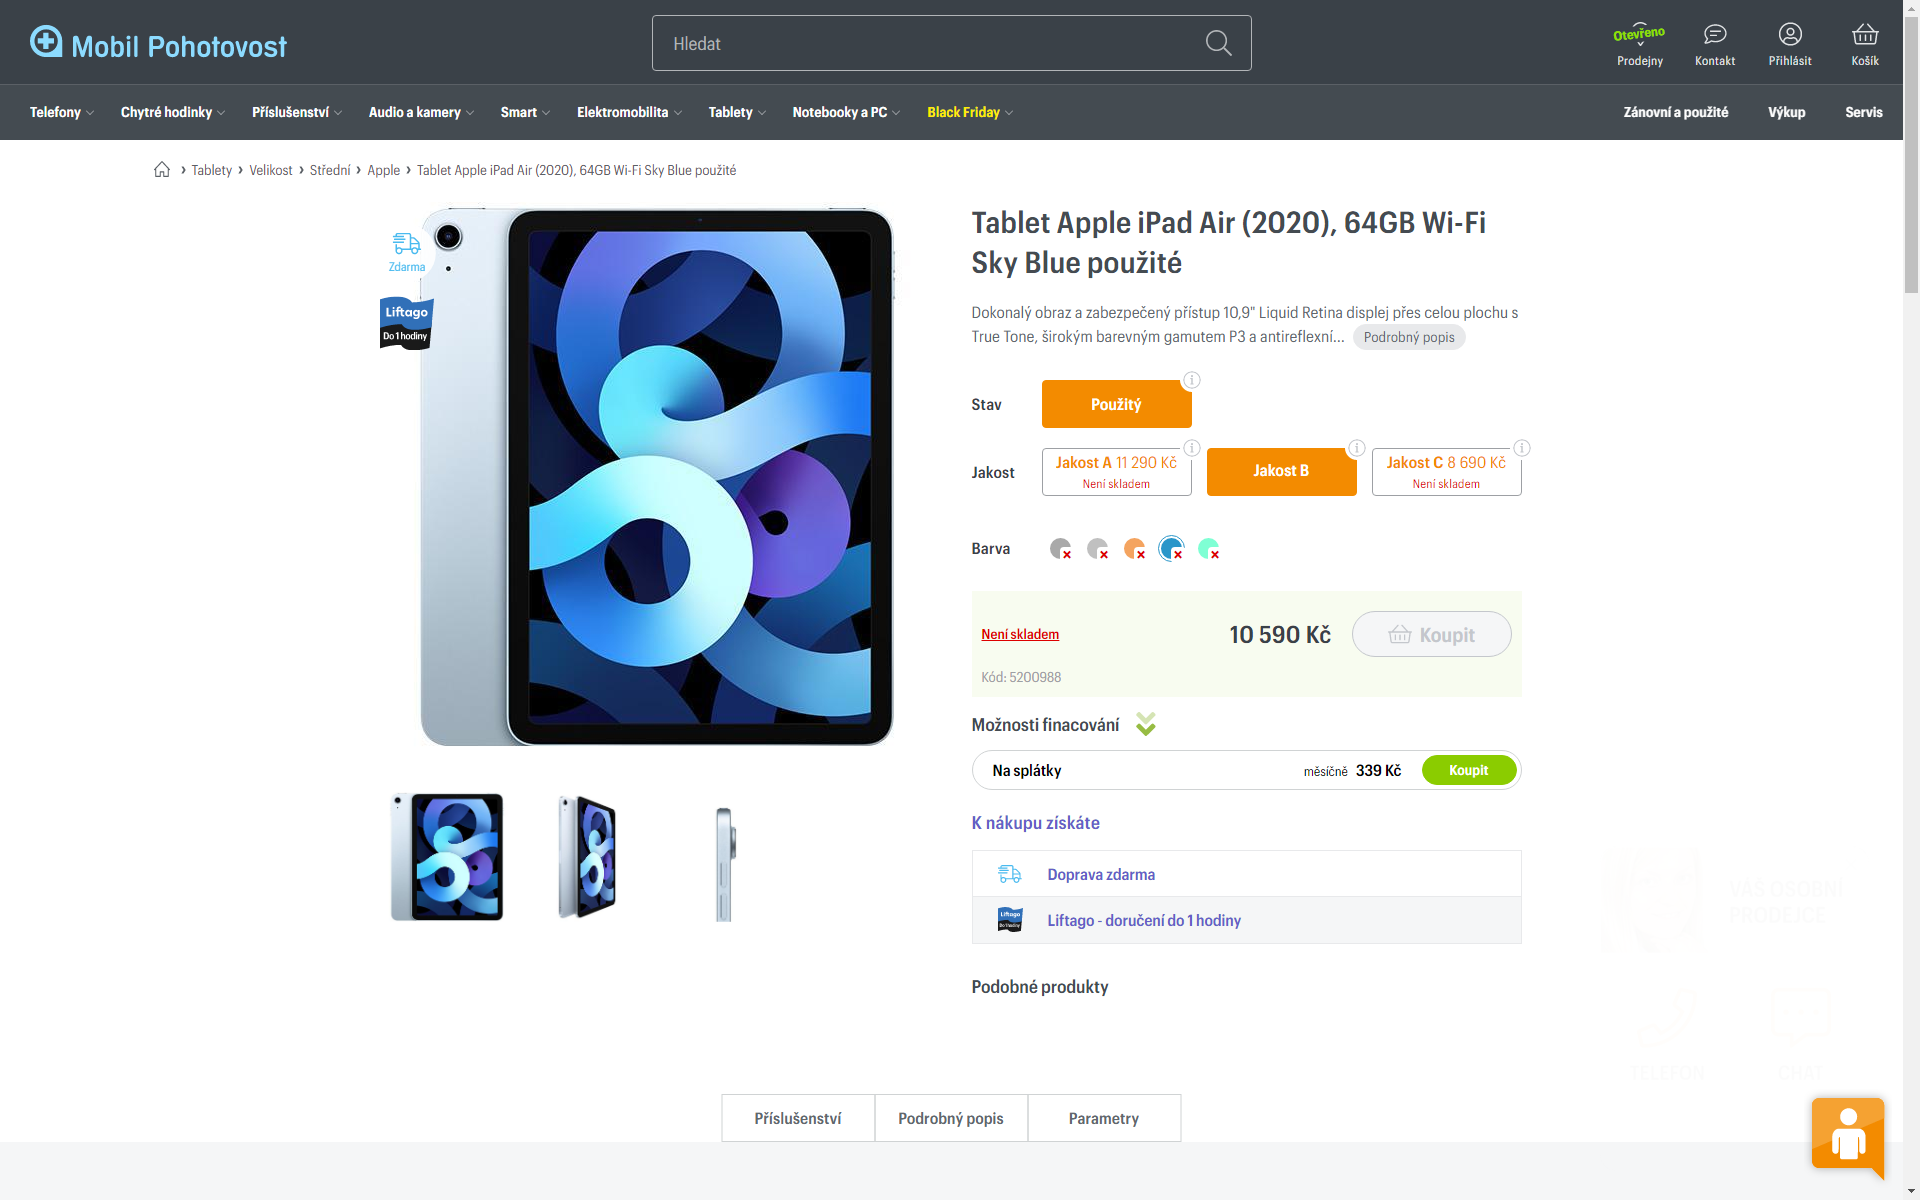 Mobil Pohotovost
Hledat
Otevřeno
Prodejny
Kontakt
Přihlásit
Košík
Telefony
Chytré hodinky
Příslušenství
Audio a kamery
Smart
Elektromobilita
Tablety
Notebooky a PC
Black Friday
Zánovní a použité
Výkup
Servis
› Tablety › Velikost › Střední › Apple › Tablet Apple iPad Air (2020), 64GB Wi-Fi Sky Blue použité
Zdarma
Liftago
Do 1 hodiny
Tablet Apple iPad Air (2020), 64GB Wi-Fi
Sky Blue použité
Dokonalý obraz a zabezpečený přístup 10,9" Liquid Retina displej přes celou plochu s
True Tone, širokým barevným gamutem P3 a antireflexní...
Podrobný popis
Stav
Použitý
Jakost
Jakost A 11 290 Kč
Není skladem
Jakost B
Jakost C 8 690 Kč
Není skladem
Barva
Není skladem
10 590 Kč
Koupit
Kód: 5200988
Možnosti finacování
Na splátky
měsíčně 339 Kč
Koupit
K nákupu získáte
Doprava zdarma
Liftago
Do 1 hodiny
Liftago - doručení do 1 hodiny
VÁŠ OSOBNÍ
PRODEJCE
Podobné produkty
TELEFON
CHAT
Příslušenství
Podrobný popis
Parametry